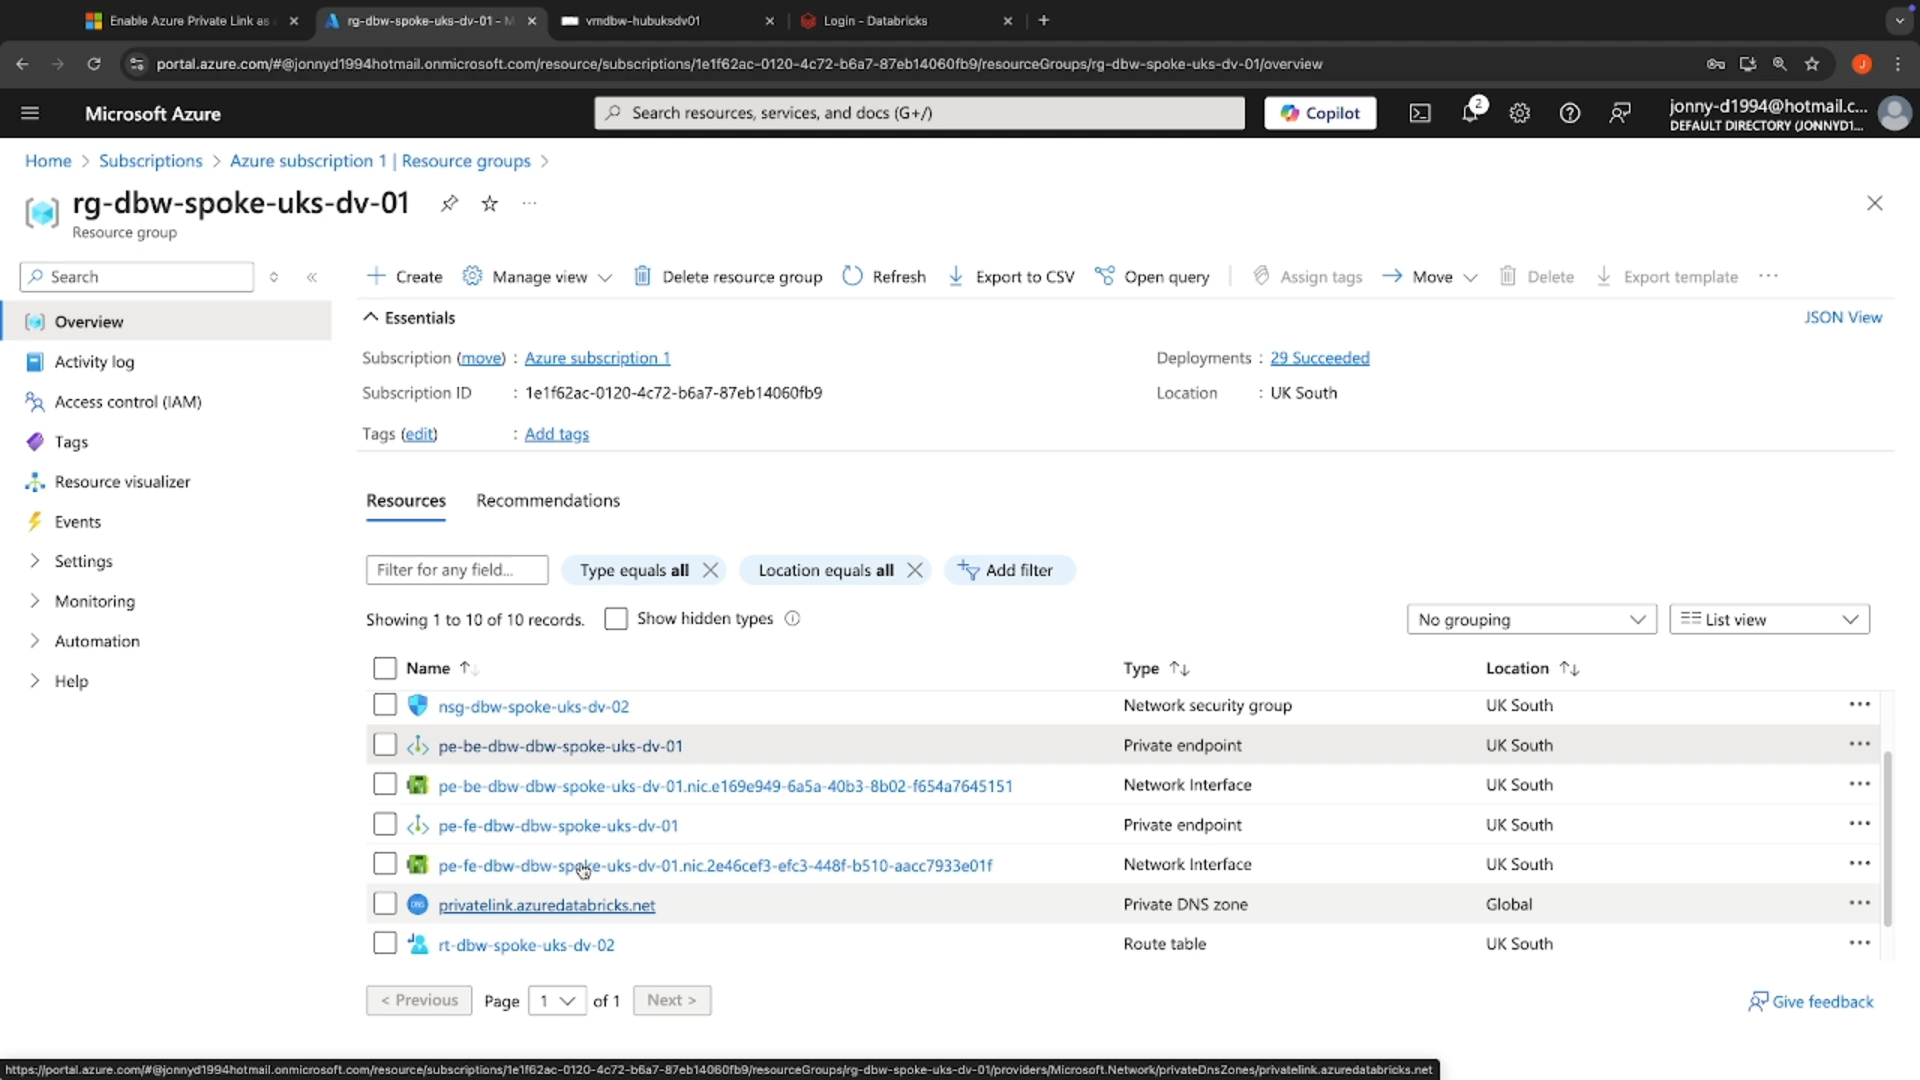 Enable Azure Private Link as
rg-dbw-spoke-uks-dv-01 - M
vmdbw-hubuksdv01
Login - Databricks
portal.azure.com/#@jonnyd1994hotmail.onmicrosoft.com/resource/subscriptions/1e1f62ac-0120-4c72-b6a7-87eb14060fb9/resourceGroups/rg-dbw-spoke-uks-dv-01/overview
J
Microsoft Azure
Search resources, services, and docs (G+/)
Copilot
2
jonny-d1994@hotmail.c...
DEFAULT DIRECTORY (JONNYD1...
Home > Subscriptions > Azure subscription 1 | Resource groups >
rg-dbw-spoke-uks-dv-01
Resource group
Search
Overview
Activity log
Access control (IAM)
Tags
Resource visualizer
Events
Settings
Monitoring
Automation
Help
Create
Manage view
Delete resource group
Refresh
Export to CSV
Open query
Assign tags
Move
Delete
Export template
Essentials
JSON View
Subscription (move) : Azure subscription 1
Deployments : 29 Succeeded
Subscription ID : 1e1f62ac-0120-4c72-b6a7-87eb14060fb9
Location : UK South
Tags (edit) : Add tags
Resources
Recommendations
Filter for any field...
Type equals all
Location equals all
Add filter
Showing 1 to 10 of 10 records.
Show hidden types
No grouping
List view
Name
Type
Location
nsg-dbw-spoke-uks-dv-02 Network security group UK South
pe-be-dbw-dbw-spoke-uks-dv-01 Private endpoint UK South
pe-be-dbw-dbw-spoke-uks-dv-01.nic.e169e949-6a5a-40b3-8b02-f654a7645151 Network Interface UK South
pe-fe-dbw-dbw-spoke-uks-dv-01 Private endpoint UK South
pe-fe-dbw-dbw-spoke-uks-dv-01.nic.2e46cef3-efc3-448f-b510-aacc7933e01f Network Interface UK South
DNS privatelink.azuredatabricks.net Private DNS zone Global
rt-dbw-spoke-uks-dv-02 Route table UK South
< Previous Page 1 of 1 Next >
Give feedback
https://portal.azure.com/#@jonnyd1994hotmail.onmicrosoft.com/resource/subscriptions/1e1f62ac-0120-4c72-b6a7-87eb14060fb9/resourceGroups/rg-dbw-spoke-uks-dv-01/providers/Microsoft.Network/privateDnsZones/privatelink.azuredatabricks.net